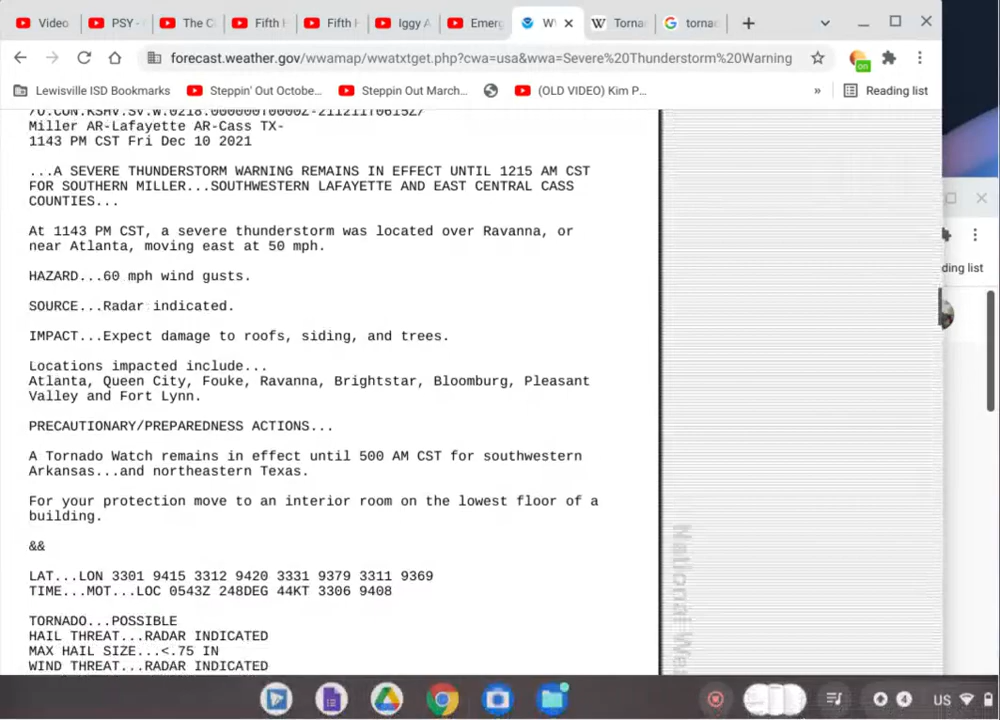 Video
PSY -
The C
Fifth H
Fifth H
Iggy A
Emerg
W
Torna
torna
forecast.weather.gov/wwamap/wwatxtget.php?cwa=usa&wwa=Severe%20Thunderstorm%20Warning
Lewisville ISD Bookmarks
Steppin' Out Octobe...
Steppin Out March...
(OLD VIDEO) Kim P...
»
Reading list
Miller AR-Lafayette AR-Cass TX-
1143 PM CST Fri Dec 10 2021
...A SEVERE THUNDERSTORM WARNING REMAINS IN EFFECT UNTIL 1215 AM CST
FOR SOUTHERN MILLER...SOUTHWESTERN LAFAYETTE AND EAST CENTRAL CASS
COUNTIES...
At 1143 PM CST, a severe thunderstorm was located over Ravanna, or
near Atlanta, moving east at 50 mph.
HAZARD...60 mph wind gusts.
SOURCE...Radar indicated.
IMPACT...Expect damage to roofs, siding, and trees.
Locations impacted include...
Atlanta, Queen City, Fouke, Ravanna, Brightstar, Bloomburg, Pleasant
Valley and Fort Lynn.
PRECAUTIONARY/PREPAREDNESS ACTIONS...
A Tornado Watch remains in effect until 500 AM CST for southwestern
Arkansas...and northeastern Texas.
For your protection move to an interior room on the lowest floor of a
building.
&&
LAT...LON 3301 9415 3312 9420 3331 9379 3311 9369
TIME...MOT...LOC 0543Z 248DEG 44KT 3306 9408
TORNADO...POSSIBLE
HAIL THREAT...RADAR INDICATED
MAX HAIL SIZE...<.75 IN
WIND THREAT...RADAR INDICATED
National Wea
ding list
on
4
US